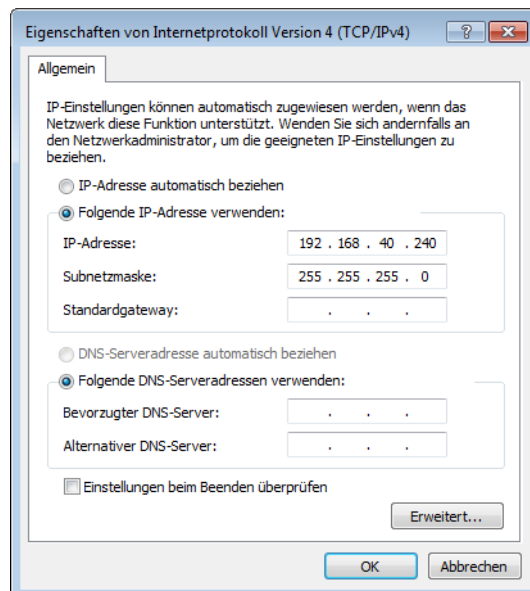 Eigenschaften von Internetprotokoll Version 4 (TCP/IPv4)
Allgemein
IP-Einstellungen können automatisch zugewiesen werden, wenn das
Netzwerk diese Funktion unterstützt. Wenden Sie sich andernfalls an
den Netzwerkadministrator, um die geeigneten IP-Einstellungen zu
beziehen.
IP-Adresse automatisch beziehen
Folgende IP-Adresse verwenden:
IP-Adresse: 192 . 168 . 40 . 240
Subnetzmaske: 255 . 255 . 255 . 0
Standardgateway: . . .
DNS-Serveradresse automatisch beziehen
Folgende DNS-Serveradressen verwenden:
Bevorzugter DNS-Server: . . .
Alternativer DNS-Server: . . .
Einstellungen beim Beenden überprüfen
Erweitert...
OK Abbrechen